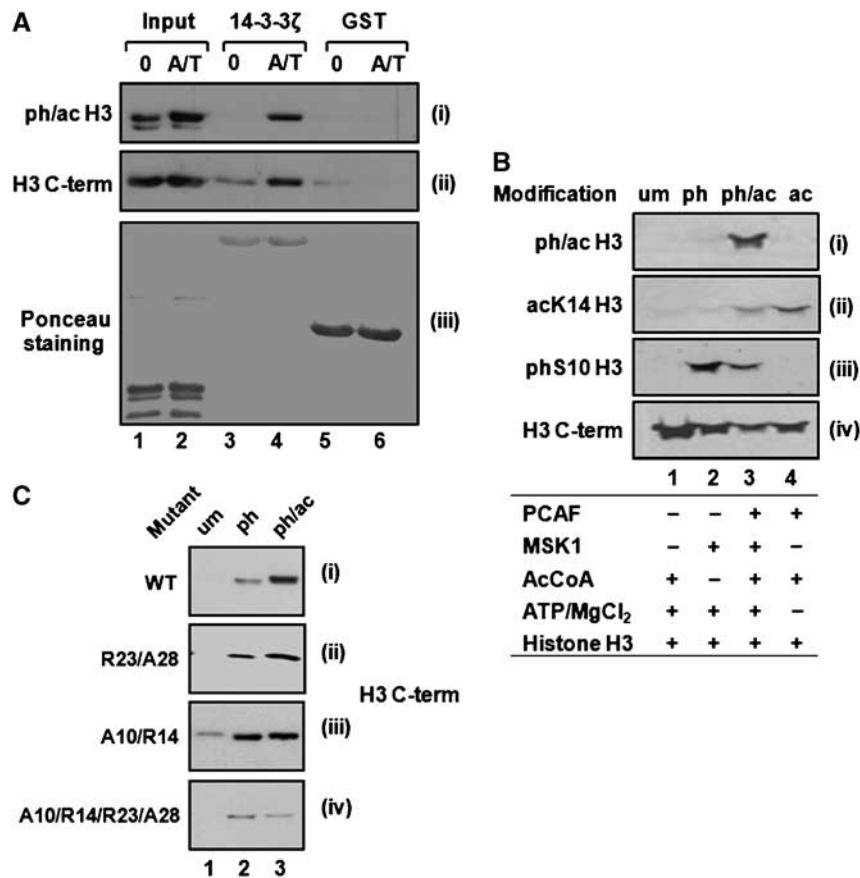 A
Input 14-3-3ζ GST
0 A/T 0 A/T 0 A/T
ph/ac H3 (i)
H3 C-term (ii)
Ponceau staining (iii)
1 2 3 4 5 6
B
Modification um ph ph/ac ac
ph/ac H3 (i)
acK14 H3 (ii)
phS10 H3 (iii)
H3 C-term (iv)
1 2 3 4
PCAF – – + +
MSK1 – + + –
AcCoA + – + +
ATP/MgCl₂ + + + –
Histone H3 + + + +
C
Mutant um ph ph/ac
WT (i)
R23/A28 (ii)
H3 C-term
A10/R14 (iii)
A10/R14/R23/A28 (iv)
1 2 3